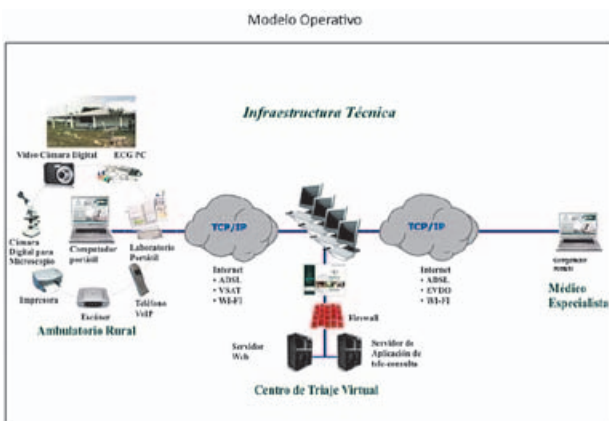 Modelo Operativo
Infraestructura Técnica
Video Cámara Digital
ECG PC
TCP/IP
TCP/IP
Cámara
Digital para
Microscopio
Computador
portátil
Laboratorio
Portátil
Impresora
Escáner
Teléfono
VoIP
Ambulatorio Rural
Internet
• ADSL
• VSAT
• WI-FI
Firewall
Servidor
Web
Servidor de
Aplicación de
tele-consulta
Centro de Triaje Virtual
Internet
• ADSL
• EVDO
• WI-FI
Médico
Especialista